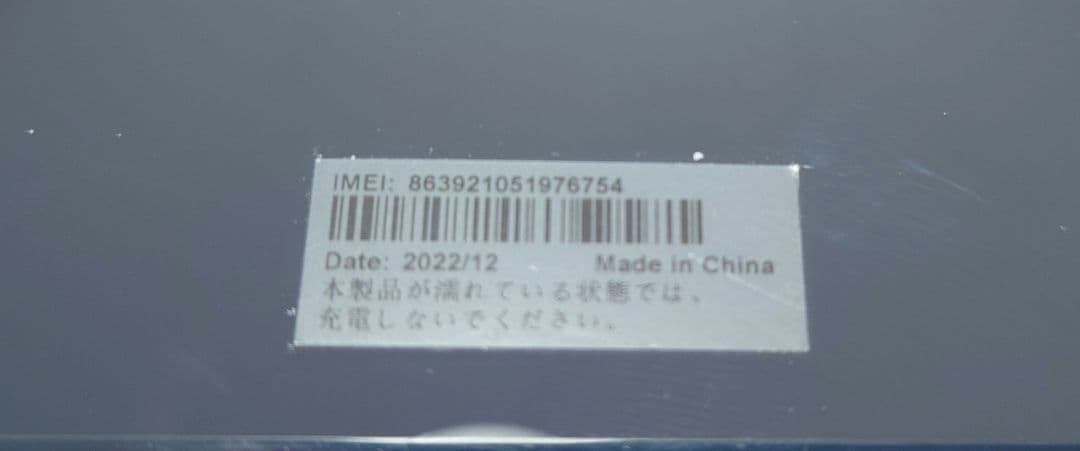 IMEI: 863921051976754
Date: 2022/12 Made in China
本製品が濡れている状態では、
充電しないでください。